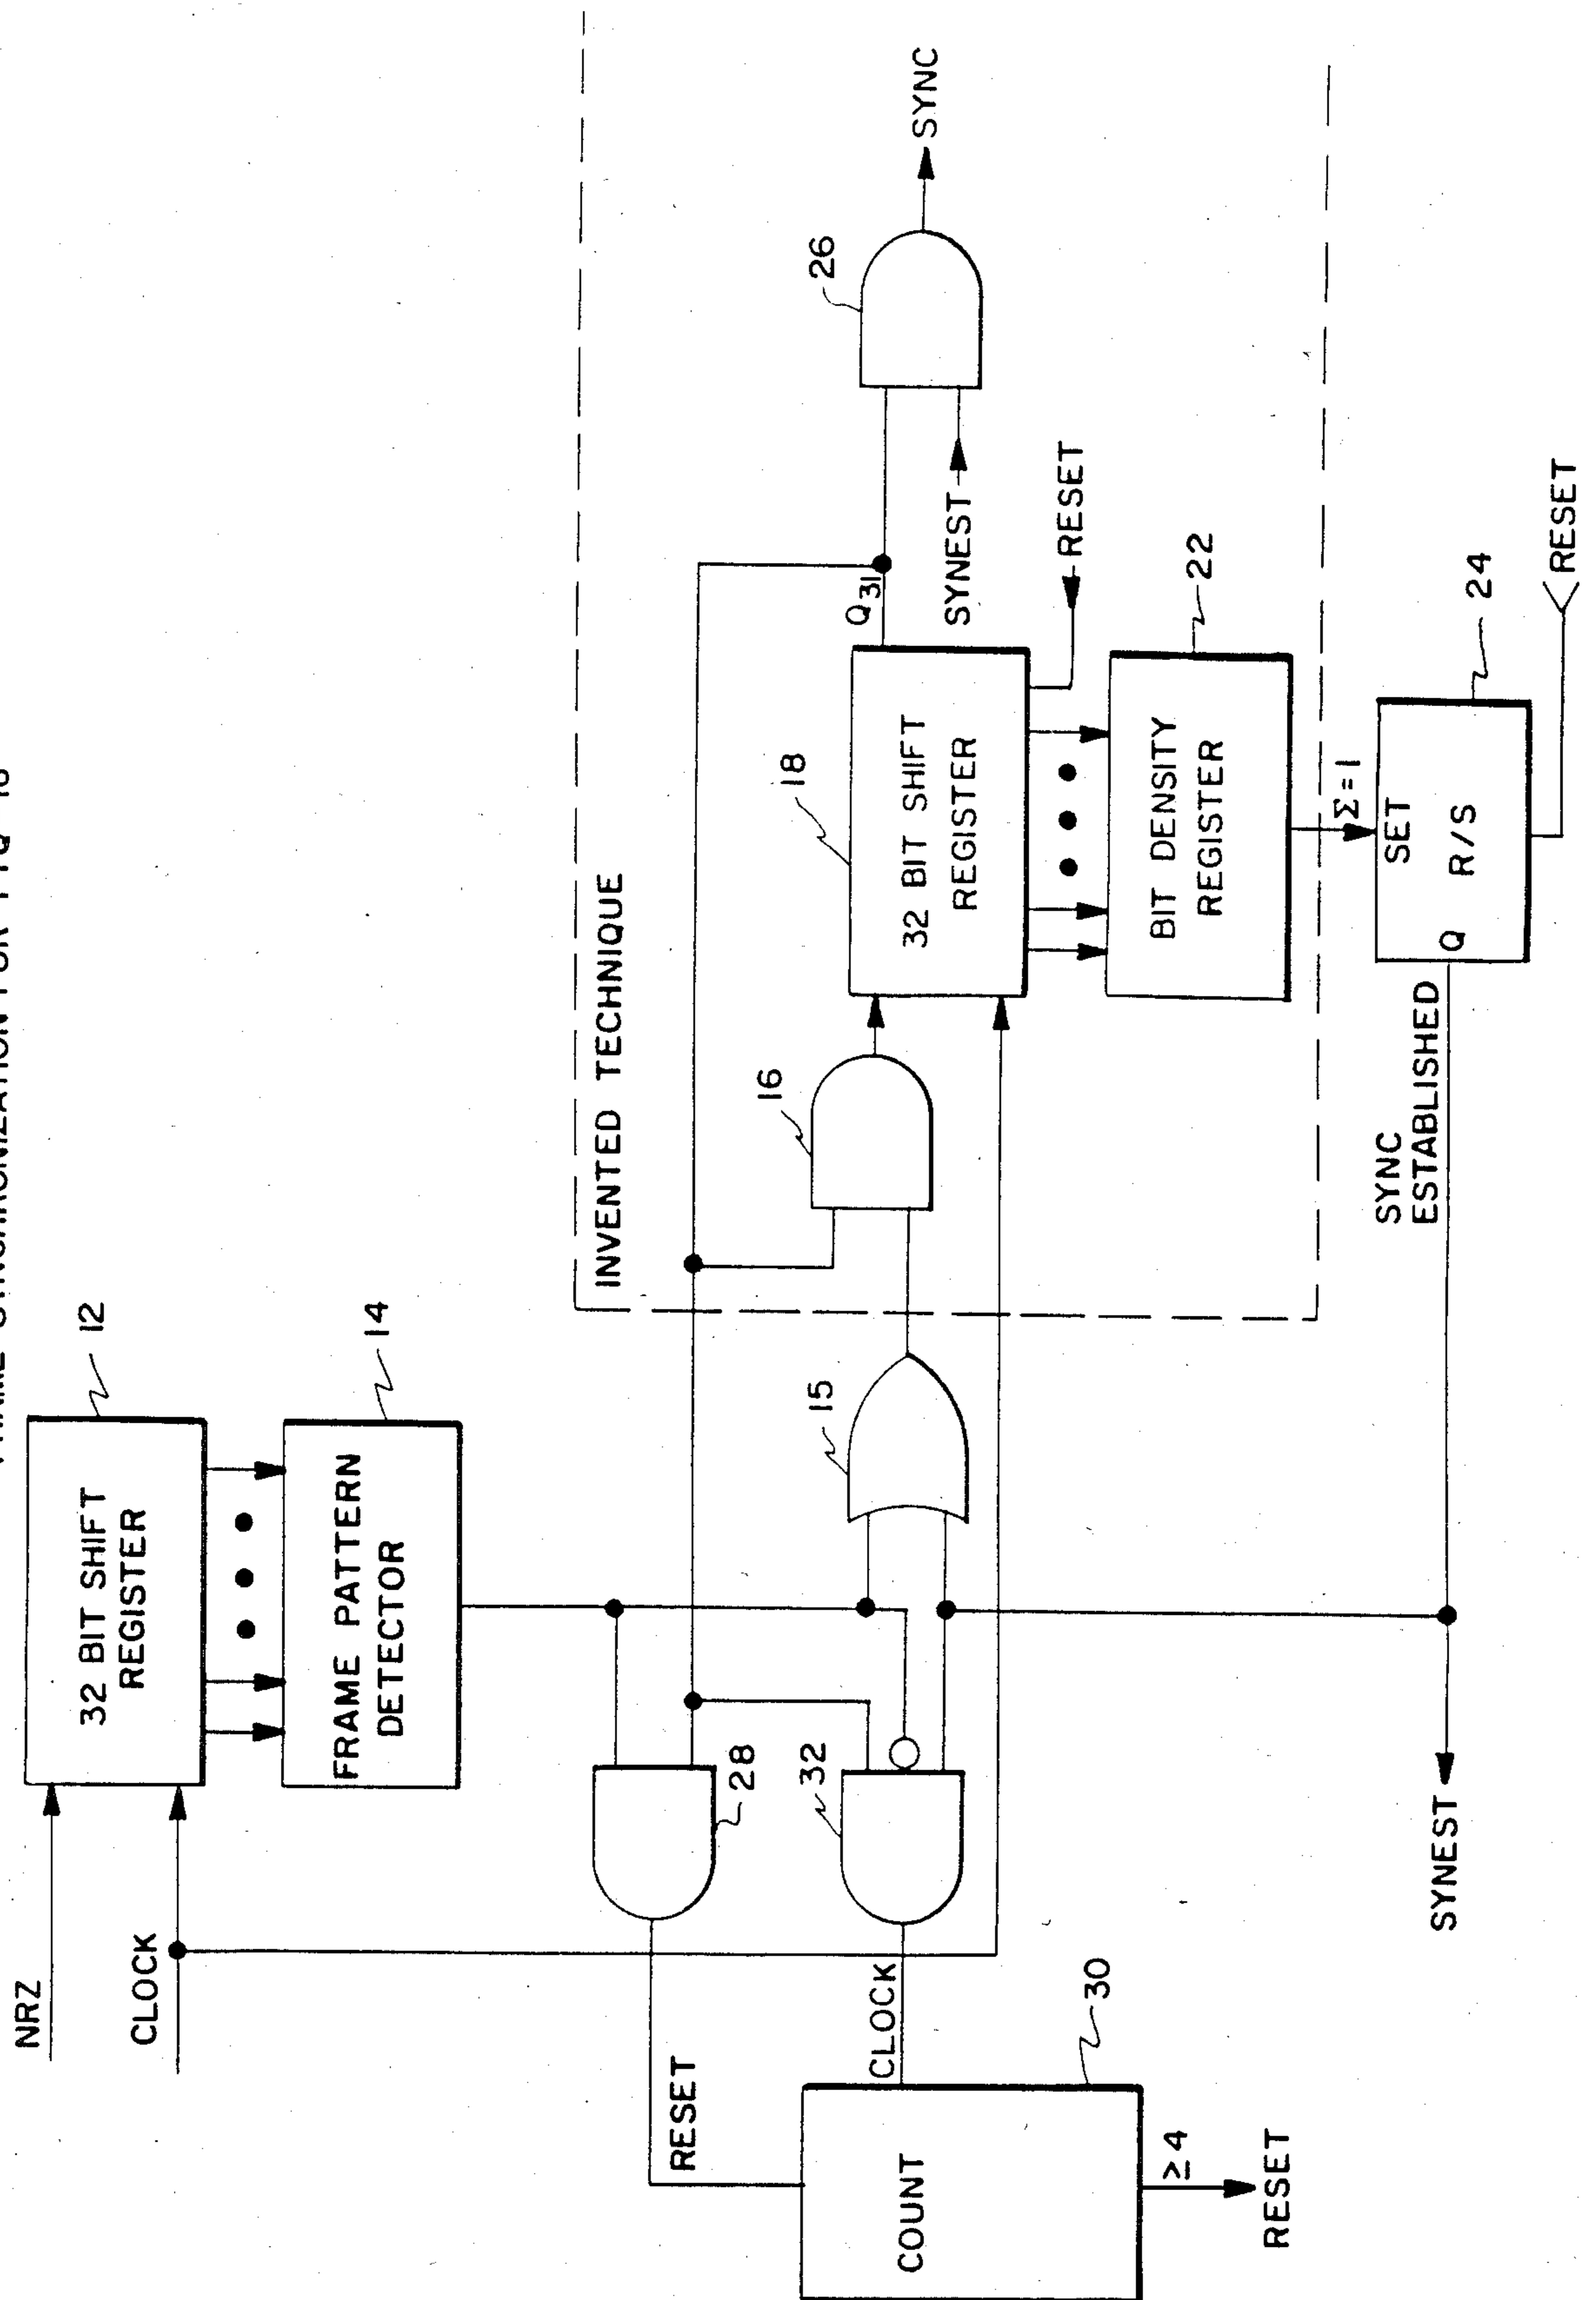 FRAME SYNCHRONIZATION FOR
NRZ
CLOCK
32 BIT SHIFT
REGISTER
12
FRAME PATTERN
DETECTOR
14
RESET
28
CLOCK
32
COUNT
30
≥4
RESET
15
INVENTED TECHNIQUE
16
32 BIT SHIFT
REGISTER
18
Q31
26
SYNC
SYNEST
RESET
BIT DENSITY
REGISTER
22
Σ=1
SET
R/S
Q
24
RESET
SYNC
ESTABLISHED
SYNEST